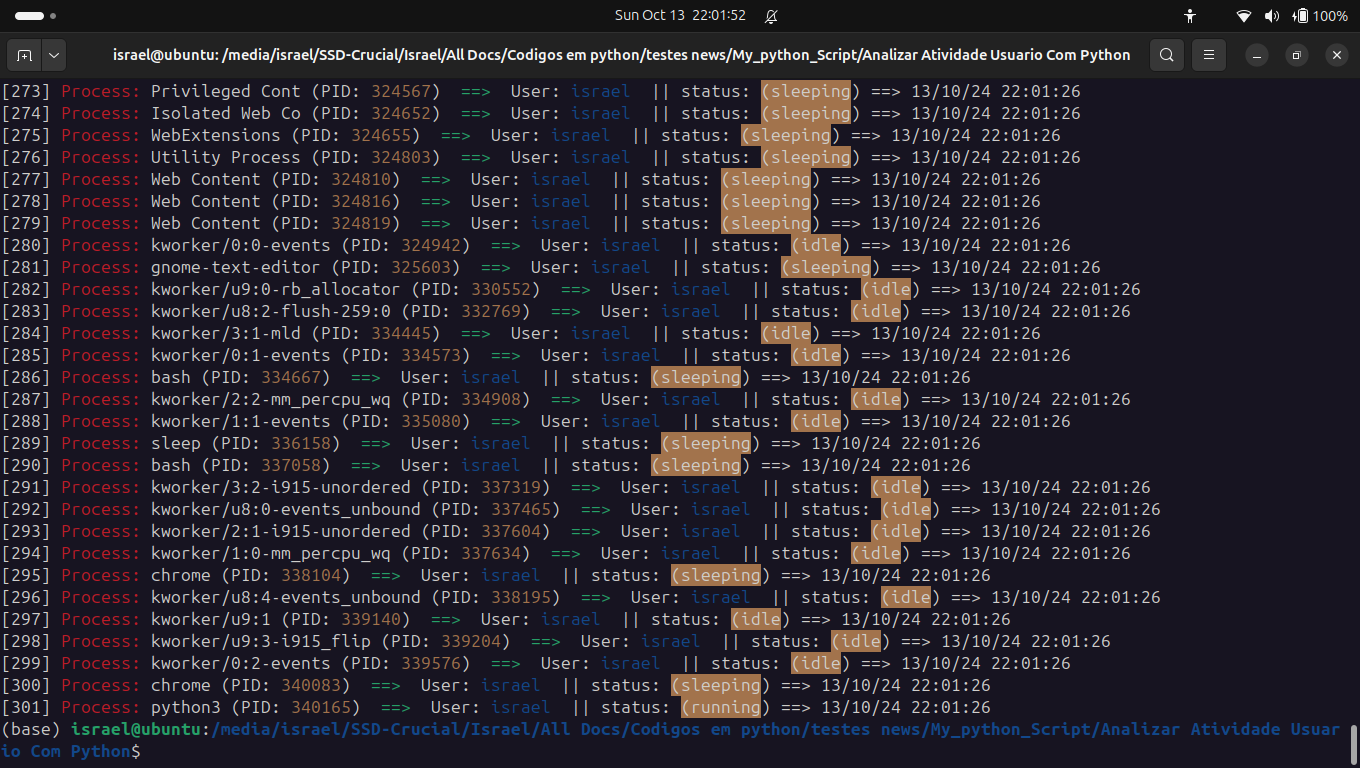 Sun Oct 13 22:01:52 100%
israel@ubuntu: /media/israel/SSD-Crucial/Israel/All Docs/Codigos em python/testes news/My_python_Script/Analizar Atividade Usuario Com Python
[273] Process: Privileged Cont (PID: 324567)  ==>  User: israel  || status: (sleeping) ==> 13/10/24 22:01:26
[274] Process: Isolated Web Co (PID: 324652)  ==>  User: israel  || status: (sleeping) ==> 13/10/24 22:01:26
[275] Process: WebExtensions (PID: 324655)  ==>  User: israel  || status: (sleeping) ==> 13/10/24 22:01:26
[276] Process: Utility Process (PID: 324803)  ==>  User: israel  || status: (sleeping) ==> 13/10/24 22:01:26
[277] Process: Web Content (PID: 324810)  ==>  User: israel  || status: (sleeping) ==> 13/10/24 22:01:26
[278] Process: Web Content (PID: 324816)  ==>  User: israel  || status: (sleeping) ==> 13/10/24 22:01:26
[279] Process: Web Content (PID: 324819)  ==>  User: israel  || status: (sleeping) ==> 13/10/24 22:01:26
[280] Process: kworker/0:0-events (PID: 324942)  ==>  User: israel  || status: (idle) ==> 13/10/24 22:01:26
[281] Process: gnome-text-editor (PID: 325603)  ==>  User: israel  || status: (sleeping) ==> 13/10/24 22:01:26
[282] Process: kworker/u9:0-rb_allocator (PID: 330552)  ==>  User: israel  || status: (idle) ==> 13/10/24 22:01:26
[283] Process: kworker/u8:2-flush-259:0 (PID: 332769)  ==>  User: israel  || status: (idle) ==> 13/10/24 22:01:26
[284] Process: kworker/3:1-mld (PID: 334445)  ==>  User: israel  || status: (idle) ==> 13/10/24 22:01:26
[285] Process: kworker/0:1-events (PID: 334573)  ==>  User: israel  || status: (idle) ==> 13/10/24 22:01:26
[286] Process: bash (PID: 334667)  ==>  User: israel  || status: (sleeping) ==> 13/10/24 22:01:26
[287] Process: kworker/2:2-mm_percpu_wq (PID: 334908)  ==>  User: israel  || status: (idle) ==> 13/10/24 22:01:26
[288] Process: kworker/1:1-events (PID: 335080)  ==>  User: israel  || status: (idle) ==> 13/10/24 22:01:26
[289] Process: sleep (PID: 336158)  ==>  User: israel  || status: (sleeping) ==> 13/10/24 22:01:26
[290] Process: bash (PID: 337058)  ==>  User: israel  || status: (sleeping) ==> 13/10/24 22:01:26
[291] Process: kworker/3:2-i915-unordered (PID: 337319)  ==>  User: israel  || status: (idle) ==> 13/10/24 22:01:26
[292] Process: kworker/u8:0-events_unbound (PID: 337465)  ==>  User: israel  || status: (idle) ==> 13/10/24 22:01:26
[293] Process: kworker/2:1-i915-unordered (PID: 337604)  ==>  User: israel  || status: (idle) ==> 13/10/24 22:01:26
[294] Process: kworker/1:0-mm_percpu_wq (PID: 337634)  ==>  User: israel  || status: (idle) ==> 13/10/24 22:01:26
[295] Process: chrome (PID: 338104)  ==>  User: israel  || status: (sleeping) ==> 13/10/24 22:01:26
[296] Process: kworker/u8:4-events_unbound (PID: 338195)  ==>  User: israel  || status: (idle) ==> 13/10/24 22:01:26
[297] Process: kworker/u9:1 (PID: 339140)  ==>  User: israel  || status: (idle) ==> 13/10/24 22:01:26
[298] Process: kworker/u9:3-i915_flip (PID: 339204)  ==>  User: israel  || status: (idle) ==> 13/10/24 22:01:26
[299] Process: kworker/0:2-events (PID: 339576)  ==>  User: israel  || status: (idle) ==> 13/10/24 22:01:26
[300] Process: chrome (PID: 340083)  ==>  User: israel  || status: (sleeping) ==> 13/10/24 22:01:26
[301] Process: python3 (PID: 340165)  ==>  User: israel  || status: (running) ==> 13/10/24 22:01:26
(base) israel@ubuntu:/media/israel/SSD-Crucial/Israel/All Docs/Codigos em python/testes news/My_python_Script/Analizar Atividade Usuar
io Com Python$